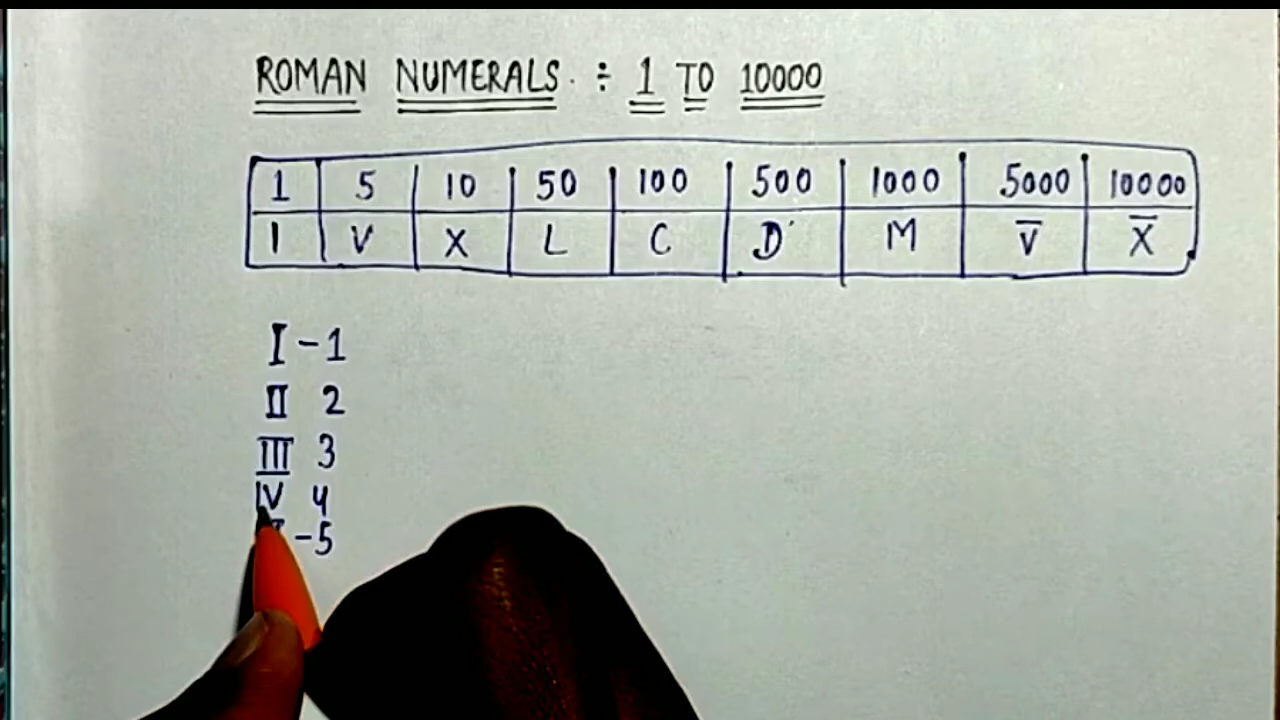 ROMAN NUMERALS. ÷ 1 TO 10000
1 5 10 50 100 500 1000 5000 10000
I V X L C D M V̅ X̅
I - 1
II 2
III 3
IV 4
- 5